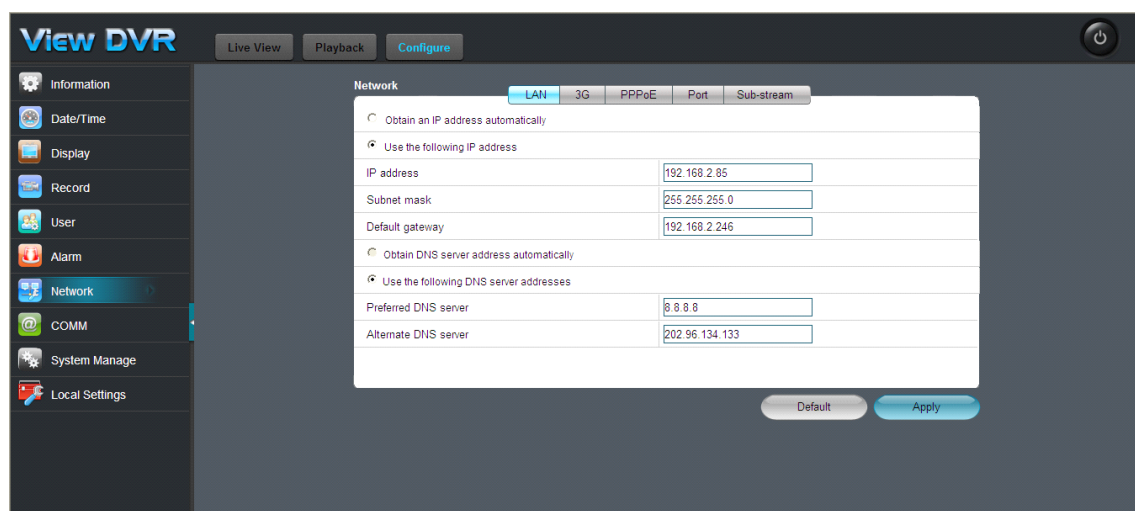 View DVR
Live View Playback Configure
Information
Date/Time
Display
Record
User
Alarm
Network
COMM
System Manage
Local Settings
Network
LAN 3G PPPoE Port Sub-stream
Obtain an IP address automatically
Use the following IP address
IP address 192.168.2.85
Subnet mask 255.255.255.0
Default gateway 192.168.2.246
Obtain DNS server address automatically
Use the following DNS server addresses
Preferred DNS server 8.8.8.8
Alternate DNS server 202.96.134.133
Default Apply